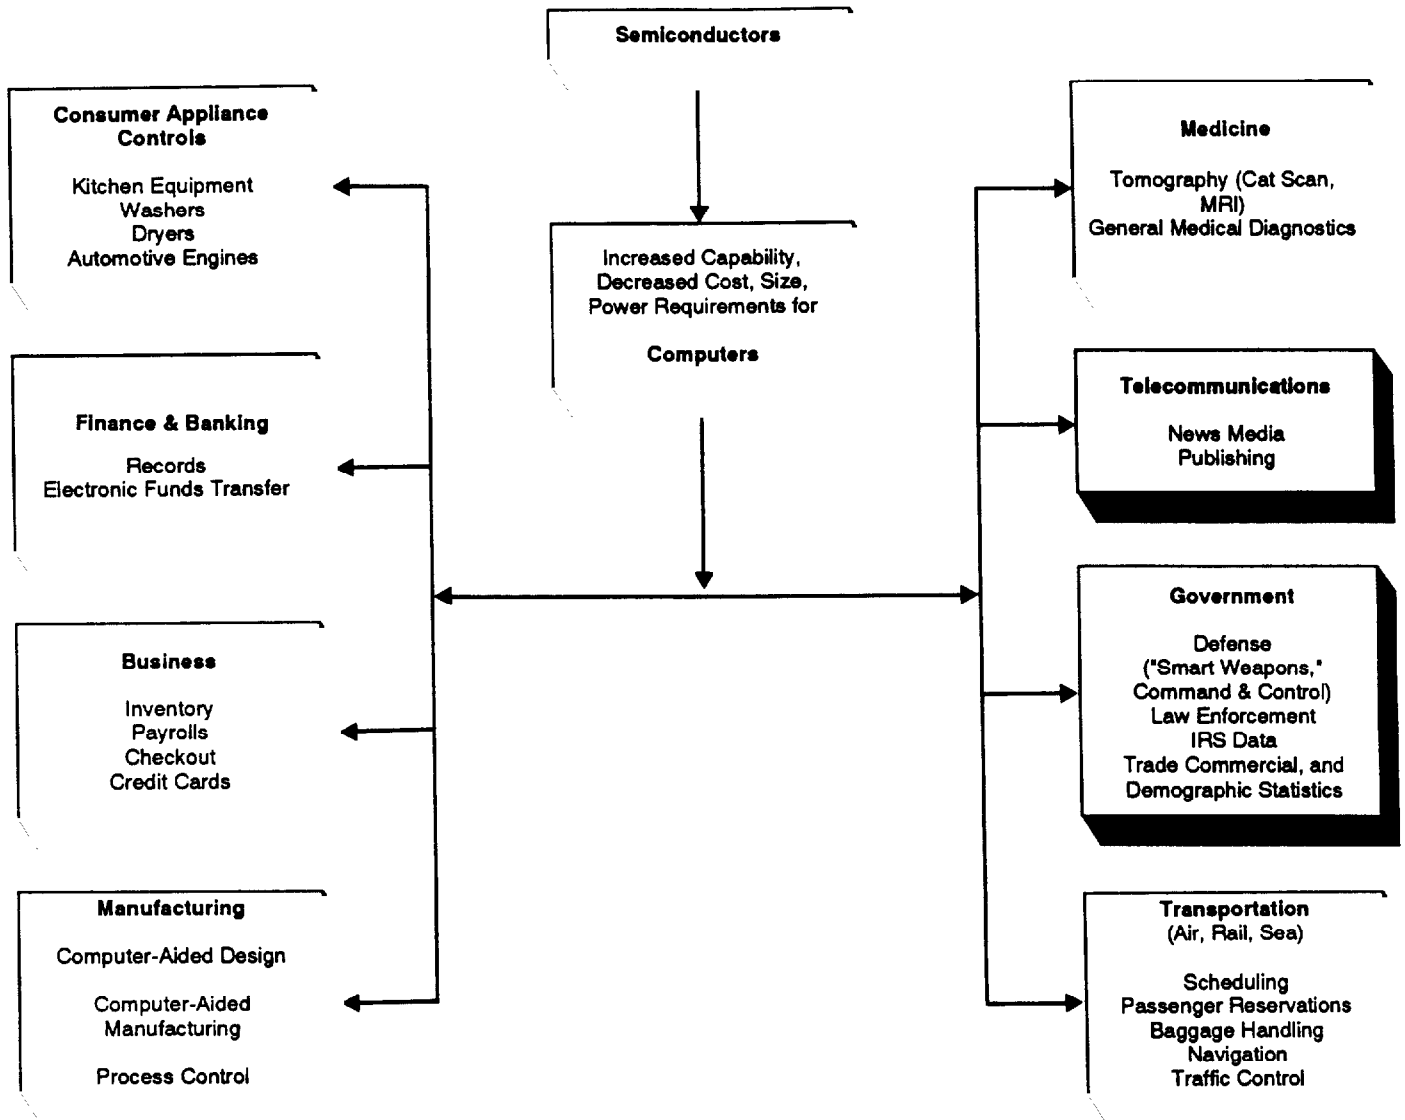 Semiconductors
Increased Capability,
Decreased Cost, Size,
Power Requirements for
Computers
Consumer Appliance
Controls
Kitchen Equipment
Washers
Dryers
Automotive Engines
Finance & Banking
Records
Electronic Funds Transfer
Business
Inventory
Payrolls
Checkout
Credit Cards
Manufacturing
Computer-Aided Design
Computer-Aided
Manufacturing
Process Control
Medicine
Tomography (Cat Scan,
MRI)
General Medical Diagnostics
Telecommunications
News Media
Publishing
Government
Defense
("Smart Weapons,"
Command & Control)
Law Enforcement
IRS Data
Trade Commercial, and
Demographic Statistics
Transportation
(Air, Rail, Sea)
Scheduling
Passenger Reservations
Baggage Handling
Navigation
Traffic Control